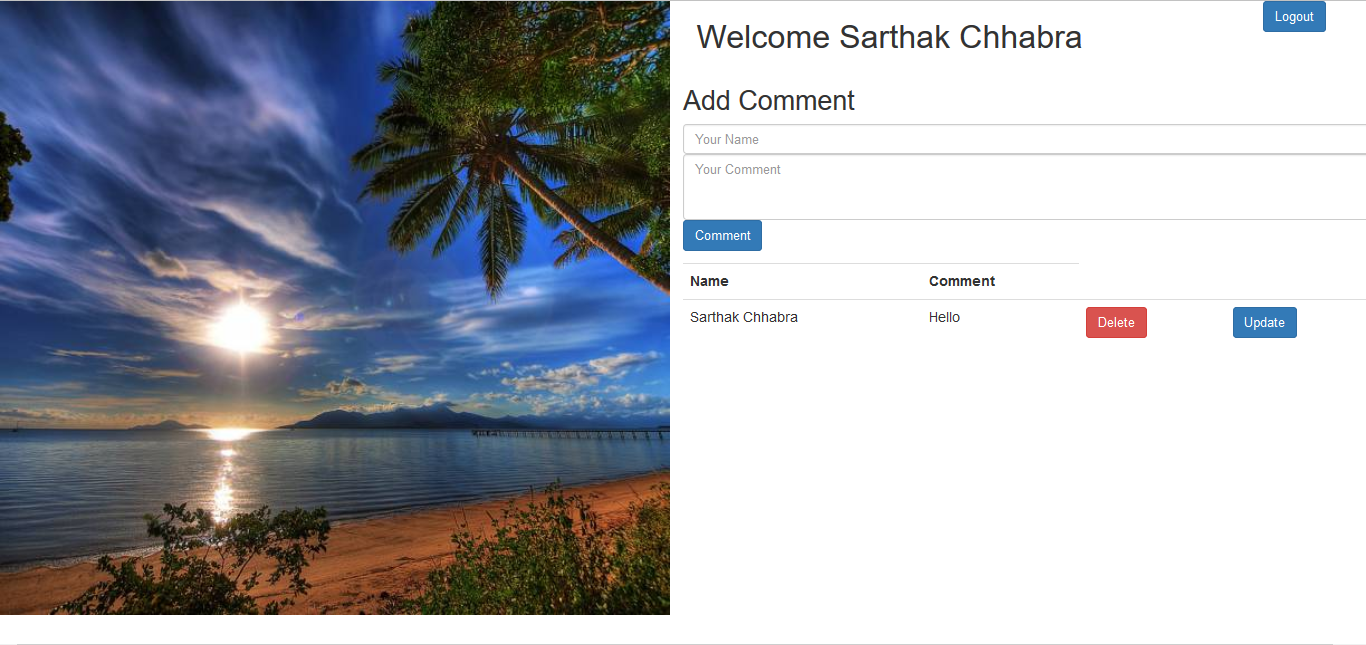 Logout
Welcome Sarthak Chhabra
Add Comment
Your Name
Your Comment
Comment
Name Comment
Sarthak Chhabra Hello Delete Update